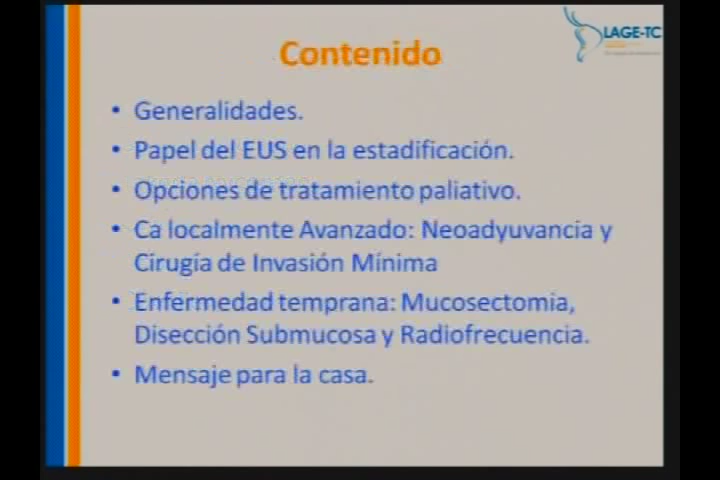 LAGE-TC
Contenido
• Generalidades.
• Papel del EUS en la estadificación.
• Opciones de tratamiento paliativo.
• Ca localmente Avanzado: Neoadyuvancia y
Cirugía de Invasión Mínima
• Enfermedad temprana: Mucosectomia,
Disección Submucosa y Radiofrecuencia.
• Mensaje para la casa.